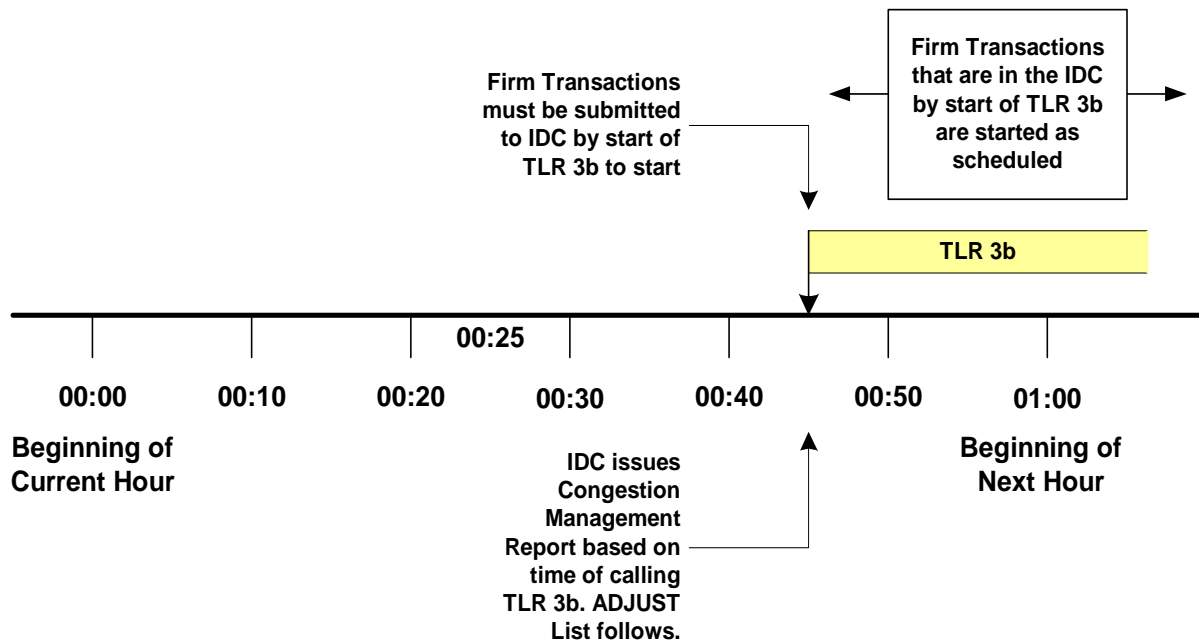 Firm Transactions
must be submitted
to IDC by start of
TLR 3b to start
Firm Transactions
that are in the IDC
by start of TLR 3b
are started as
scheduled
TLR 3b
00:25
00:00
00:10
00:20
00:30
00:40
00:50
01:00
Beginning of
Current Hour
IDC issues
Congestion
Management
Report based on
time of calling
TLR 3b. ADJUST
List follows.
Beginning of
Next Hour